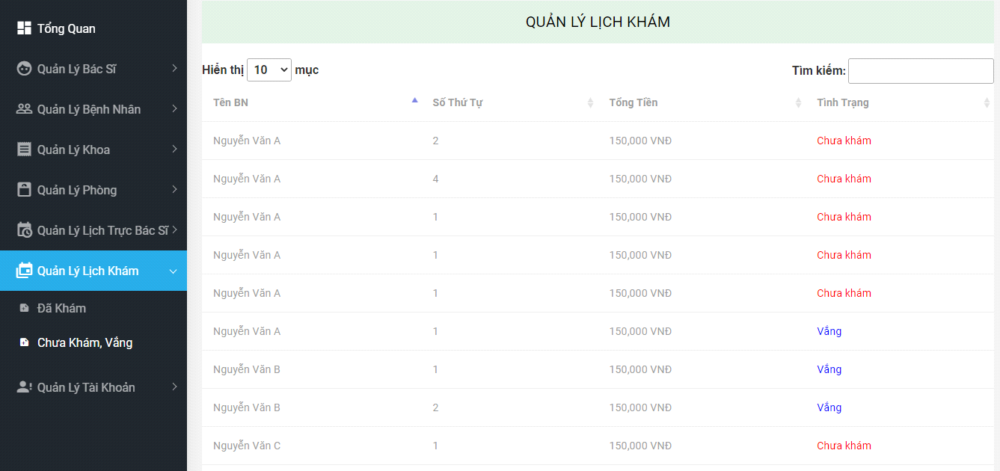 Tổng Quan
Quản Lý Bác Sĩ
Quản Lý Bệnh Nhân
Quản Lý Khoa
Quản Lý Phòng
Quản Lý Lịch Trực Bác Sĩ
Quản Lý Lịch Khám
Đã Khám
Chưa Khám, Vắng
Quản Lý Tài Khoản
QUẢN LÝ LỊCH KHÁM
Hiển thị 10 mục
Tìm kiếm:
Tên BN Số Thứ Tự Tổng Tiền Tình Trạng
Nguyễn Văn A 2 150,000 VNĐ Chưa khám
Nguyễn Văn A 4 150,000 VNĐ Chưa khám
Nguyễn Văn A 1 150,000 VNĐ Chưa khám
Nguyễn Văn A 1 150,000 VNĐ Chưa khám
Nguyễn Văn A 1 150,000 VNĐ Chưa khám
Nguyễn Văn A 1 150,000 VNĐ Vắng
Nguyễn Văn B 1 150,000 VNĐ Vắng
Nguyễn Văn B 2 150,000 VNĐ Vắng
Nguyễn Văn C 1 150,000 VNĐ Chưa khám